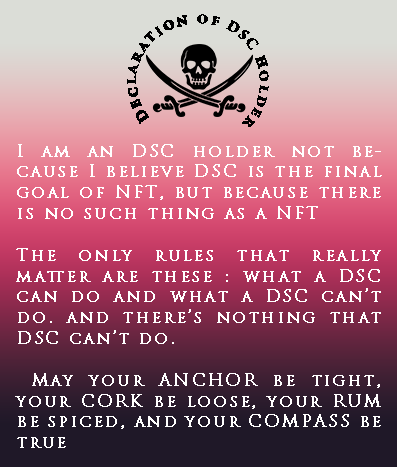 DECLARATION OF DSC HOLDER
I AM AN DSC HOLDER NOT BE-
CAUSE I BELIEVE DSC IS THE FINAL
GOAL OF NFT, BUT BECAUSE THERE
IS NO SUCH THING AS A NFT
THE ONLY RULES THAT REALLY
MATTER ARE THESE : WHAT A DSC
CAN DO AND WHAT A DSC CAN'T
DO. AND THERE'S NOTHING THAT
DSC CAN'T DO.
MAY YOUR ANCHOR BE TIGHT,
YOUR CORK BE LOOSE, YOUR RUM
BE SPICED, AND YOUR COMPASS BE
TRUE